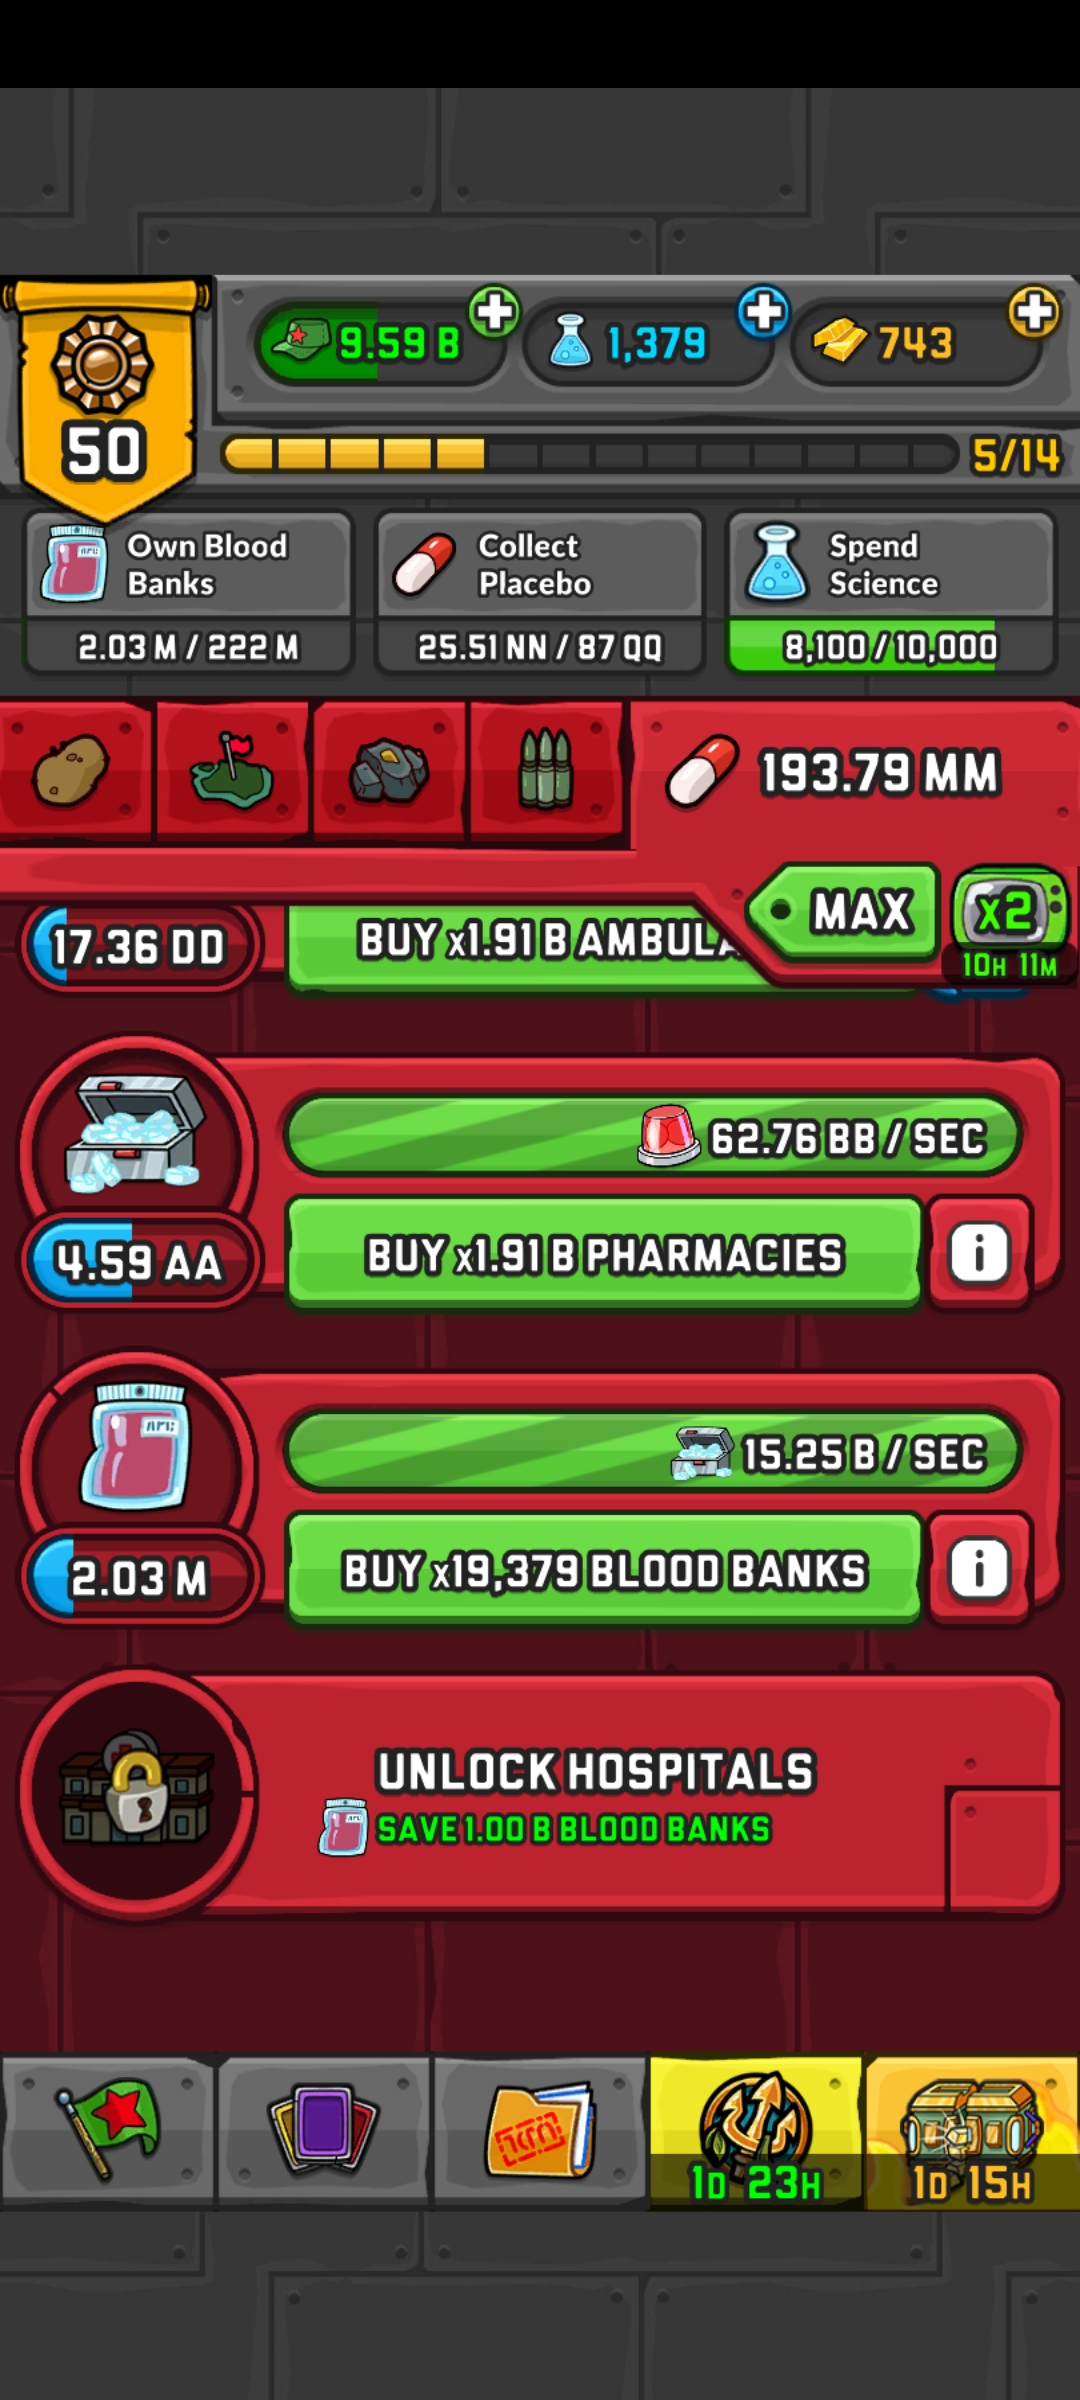 9.59 B
1,379
743
50
5/14
Own Blood
Banks
Collect
Placebo
Spend
Science
2.03 M / 222 M
25.51 NN / 87 QQ
8,100 / 10,000
193.79 MM
MAX
x2
10H 11M
17.36 DD
BUY x1.91 B AMBULA
62.76 BB / SEC
4.59 AA
BUY x1.91 B PHARMACIES
i
15.25 B / SEC
2.03 M
BUY x19,379 BLOOD BANKS
i
UNLOCK HOSPITALS
SAVE 1.00 B BLOOD BANKS
1D 23H
1D 15H